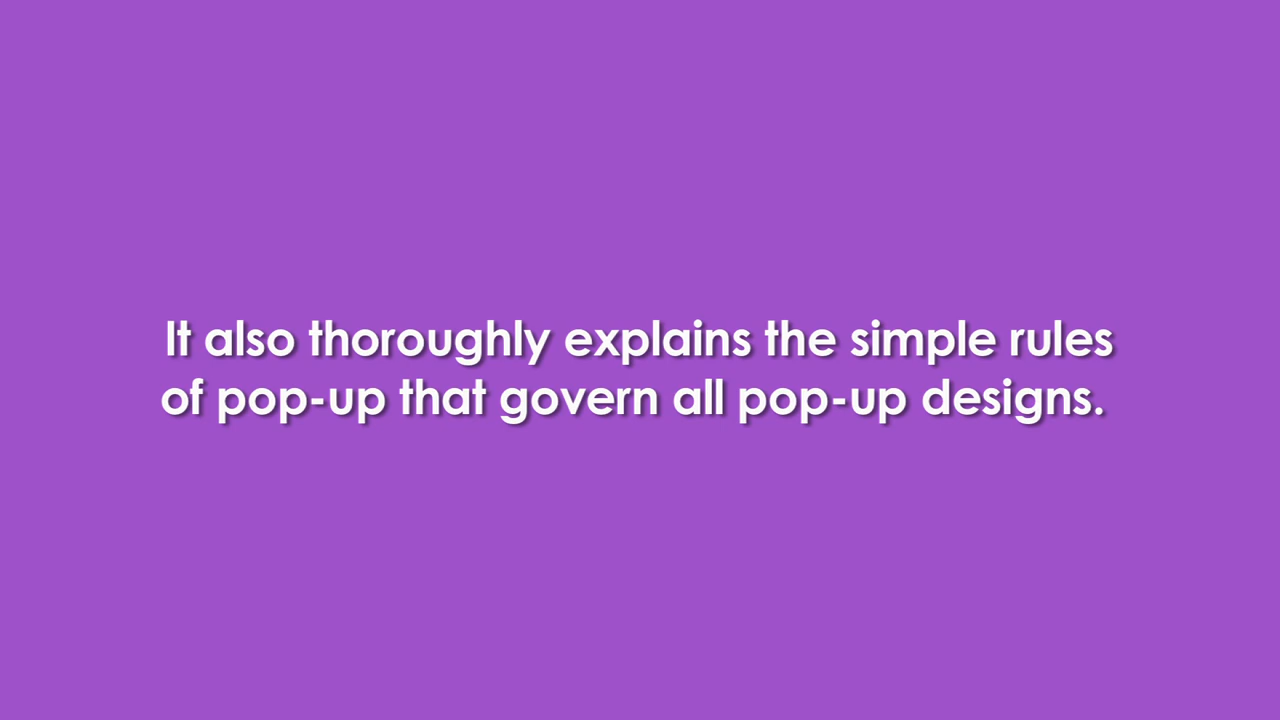 It also thoroughly explains the simple rules
of pop-up that govern all pop-up designs.